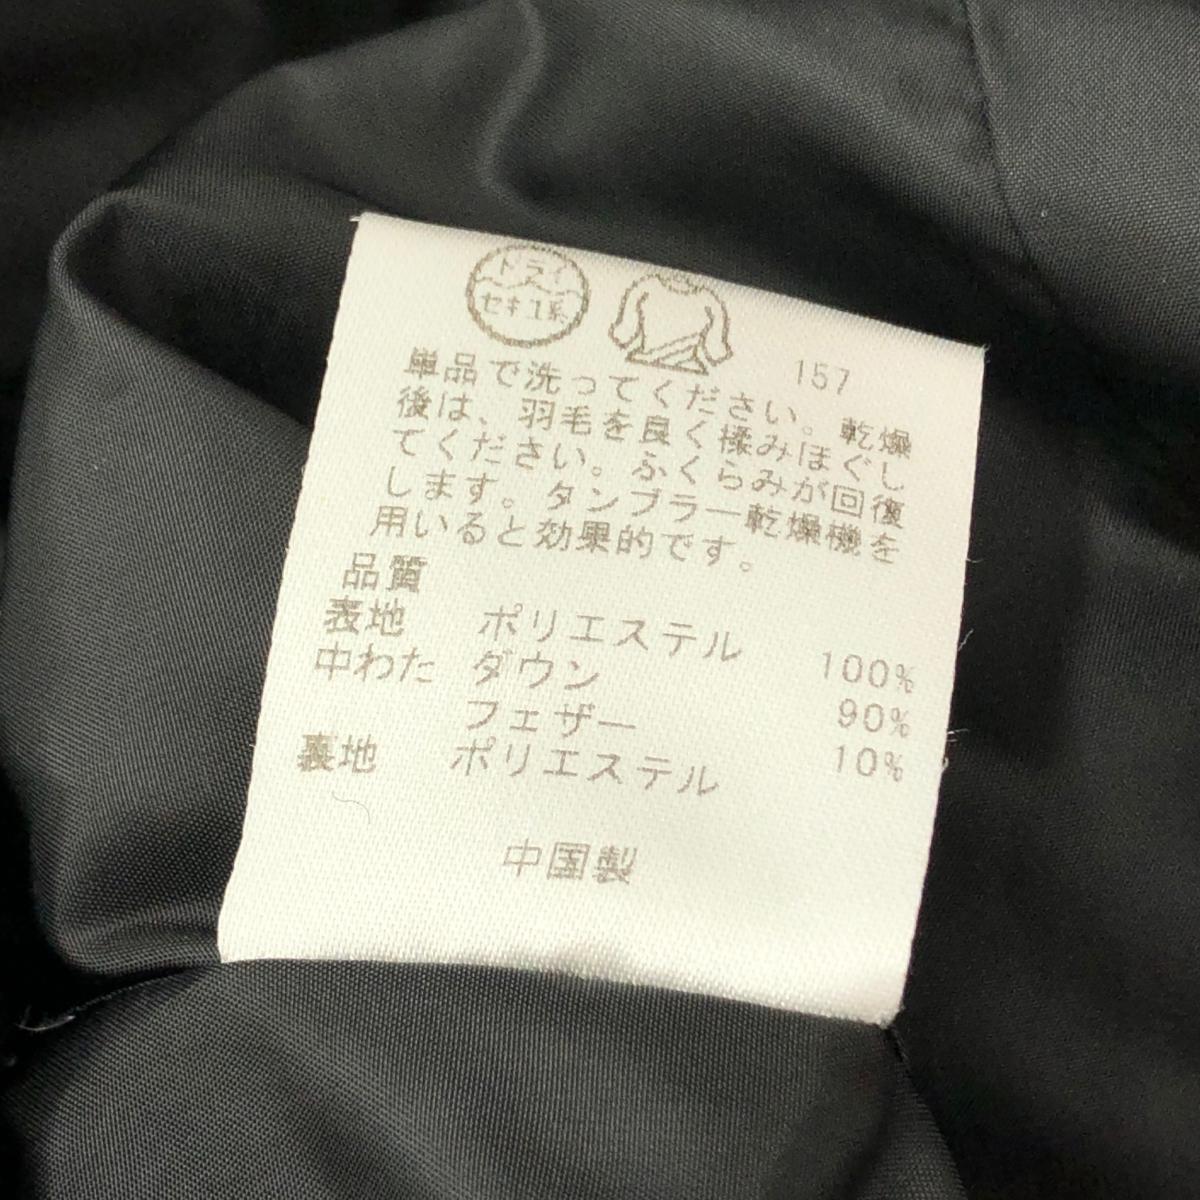 ドライ
セキユ系
157
単品で洗ってください。乾燥
後は、羽毛を良く揉みほぐし
てください。ふくらみが回復
します。タンブラー乾燥機を
用いると効果的です。
品質
表地 ポリエステル 100%
中わた ダウン 90%
フェザー 10%
裏地 ポリエステル
中国製